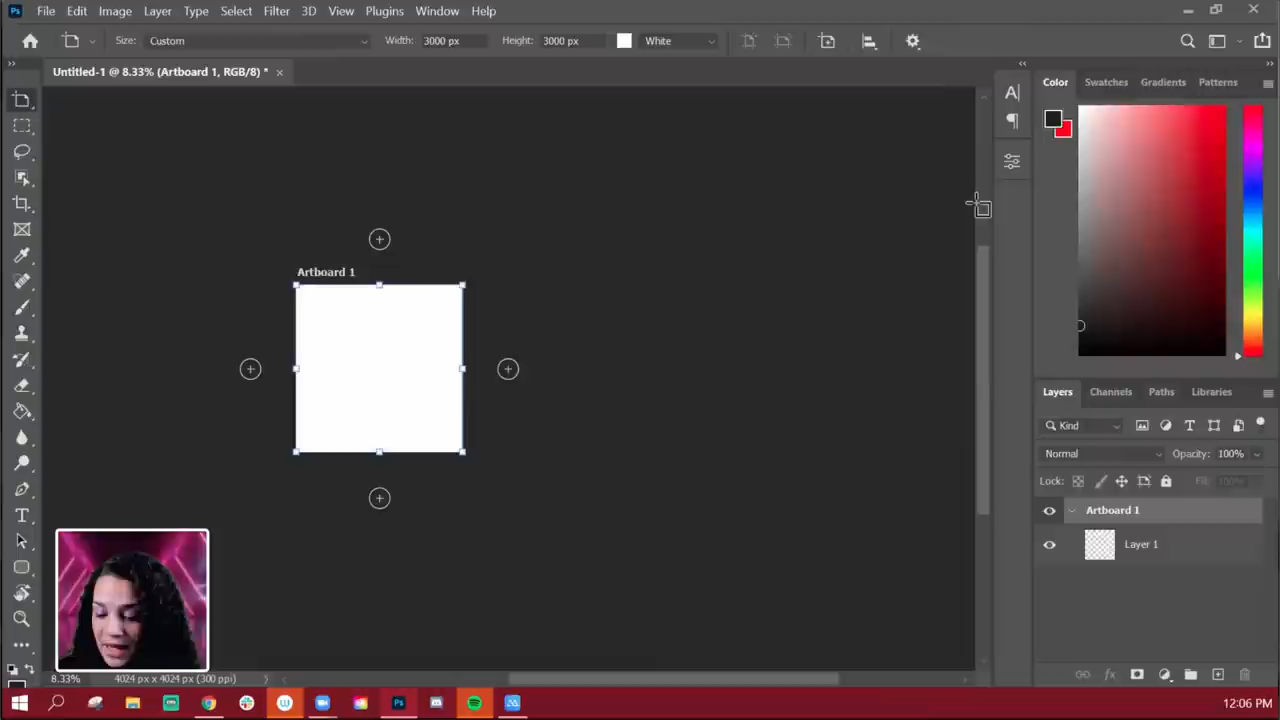 Ps File Edit Image Layer Type Select Filter 3D View Plugins Window Help
Size: Custom Width: 3000 px Height: 3000 px White
Untitled-1 @ 8.33% (Artboard 1, RGB/8) *
Color Swatches Gradients Patterns
Artboard 1
Layers Channels Paths Libraries
Kind
Normal Opacity: 100%
Lock: Fill: 100%
Artboard 1
Layer 1
8.33% 4024 px x 4024 px (300 ppi)
Ps
12:06 PM